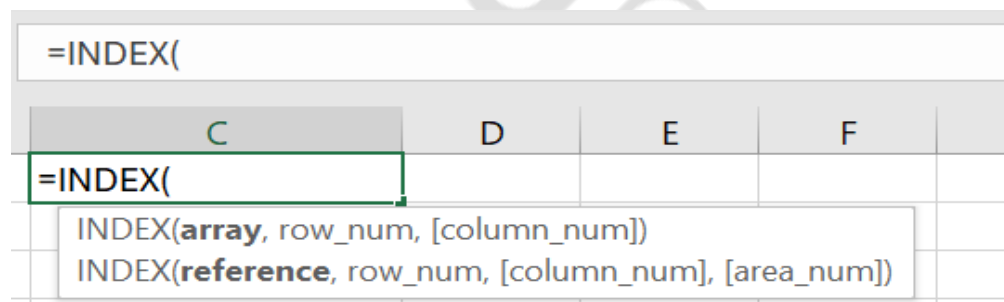 =INDEX(
C D E F
=INDEX(
INDEX(array, row_num, [column_num])
INDEX(reference, row_num, [column_num], [area_num])